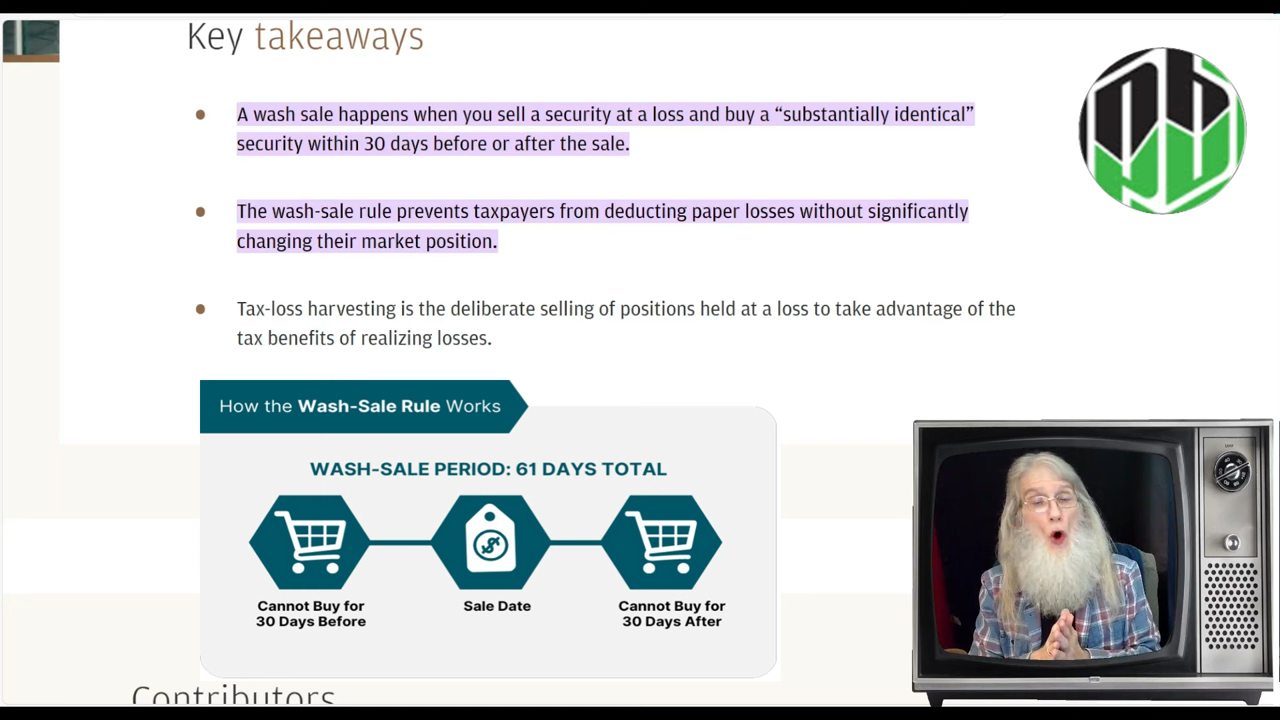 Key takeaways
A wash sale happens when you sell a security at a loss and buy a “substantially identical”
security within 30 days before or after the sale.
The wash-sale rule prevents taxpayers from deducting paper losses without significantly
changing their market position.
Tax-loss harvesting is the deliberate selling of positions held at a loss to take advantage of the
tax benefits of realizing losses.
How the Wash-Sale Rule Works
WASH-SALE PERIOD: 61 DAYS TOTAL
Cannot Buy for
30 Days Before
Sale Date
Cannot Buy for
30 Days After
Contributors